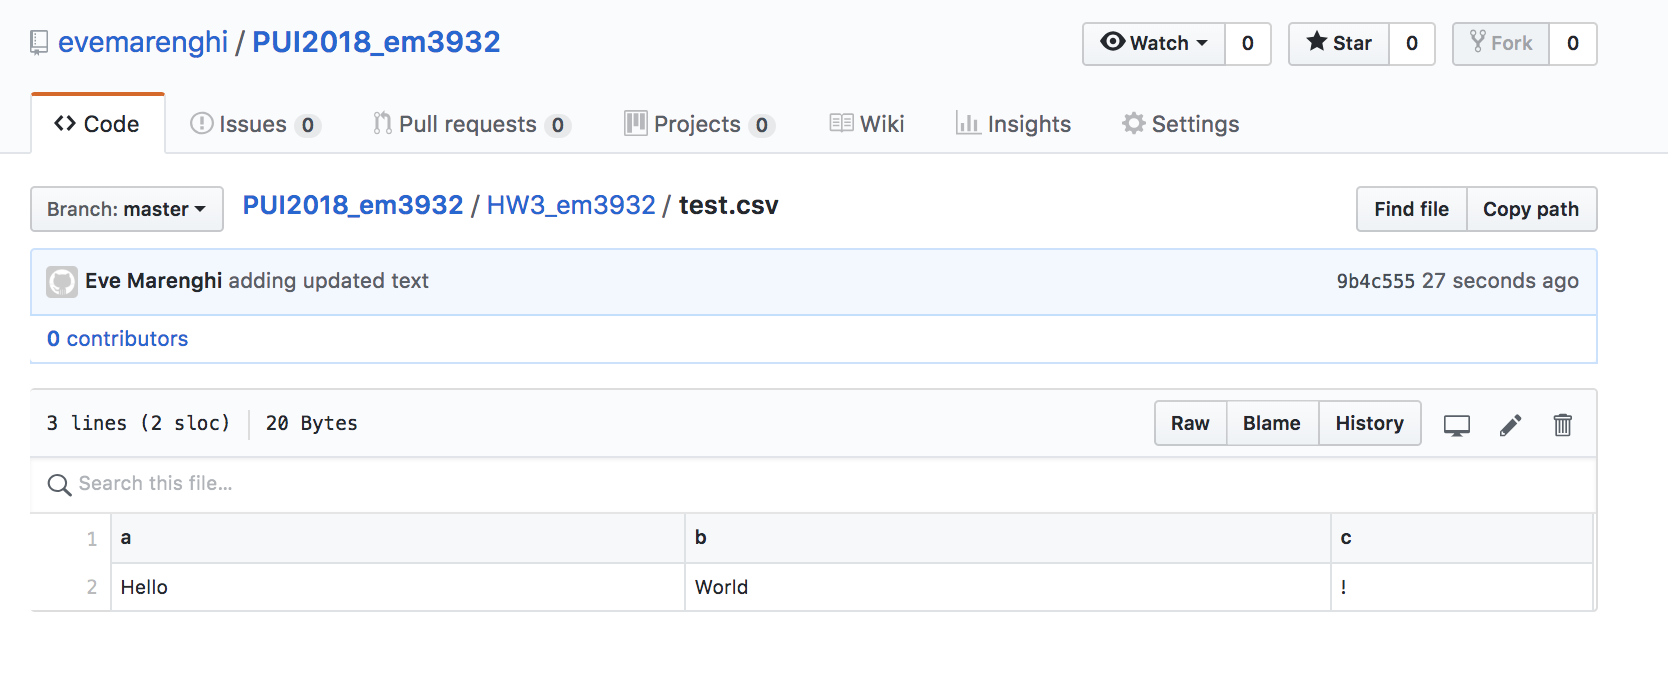 evemarenghi / PUI2018_em3932
Watch 0 Star 0 Fork 0
Code Issues 0 Pull requests 0 Projects 0 Wiki Insights Settings
Branch: master PUI2018_em3932 / HW3_em3932 / test.csv Find file Copy path
Eve Marenghi adding updated text 9b4c555 27 seconds ago
0 contributors
3 lines (2 sloc) 20 Bytes Raw Blame History
Search this file...
1 a b c
2 Hello World !